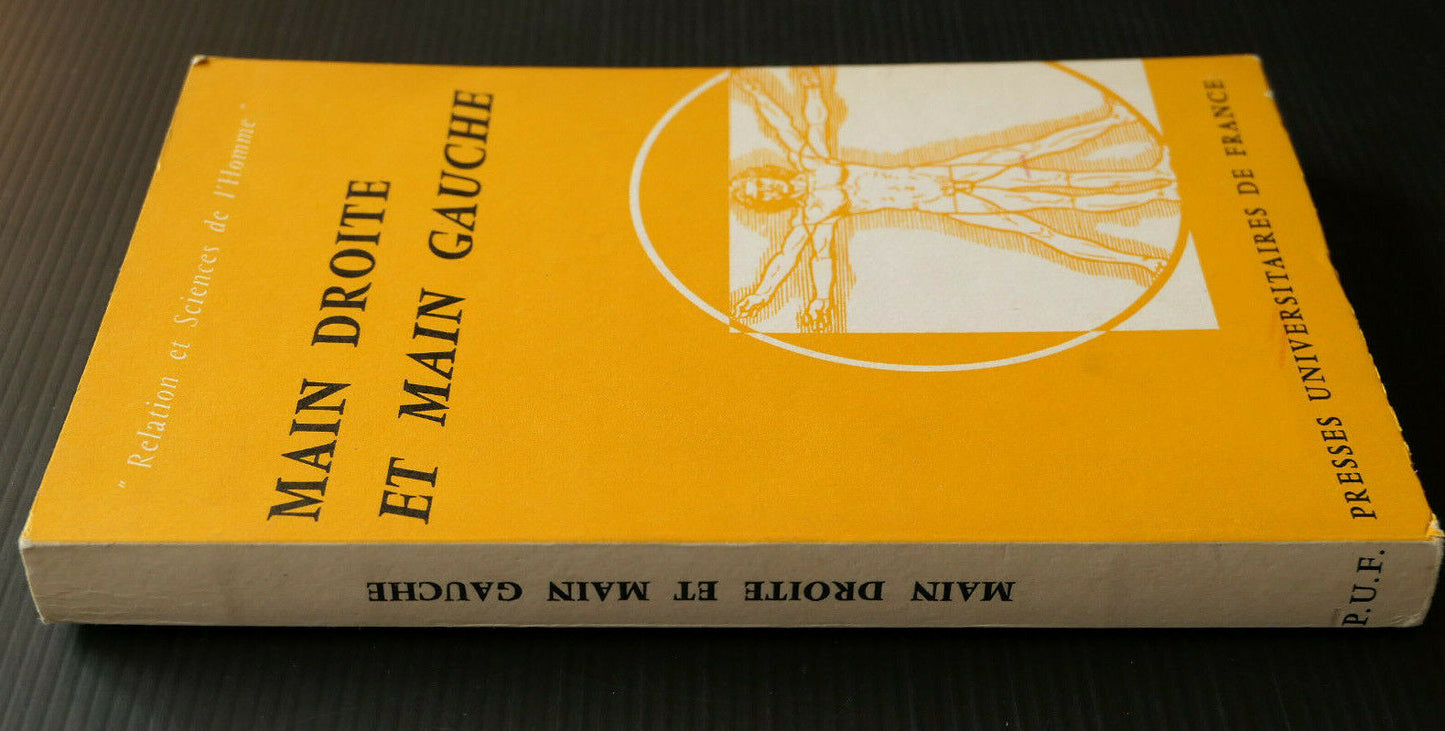 " Relation et Sciences de l'Homme "
MAIN DROITE
ET MAIN GAUCHE
PRESSES UNIVERSITAIRES DE FRANCE
MAIN DROITE ET MAIN GAUCHE
P.U.F.